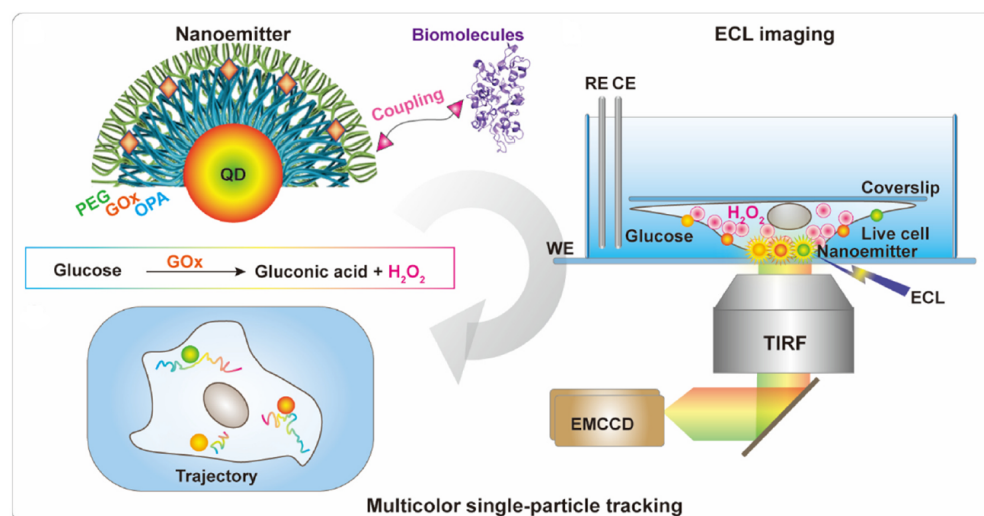 Nanoemitter
Biomolecules
Coupling
QD
PEG
GOx
OPA
GOx
Glucose → Gluconic acid + H₂O₂
Trajectory
ECL imaging
RE CE
Coverslip
H₂O₂
Glucose
Live cell
WE
Nanoemitter
ECL
TIRF
EMCCD
Multicolor single-particle tracking